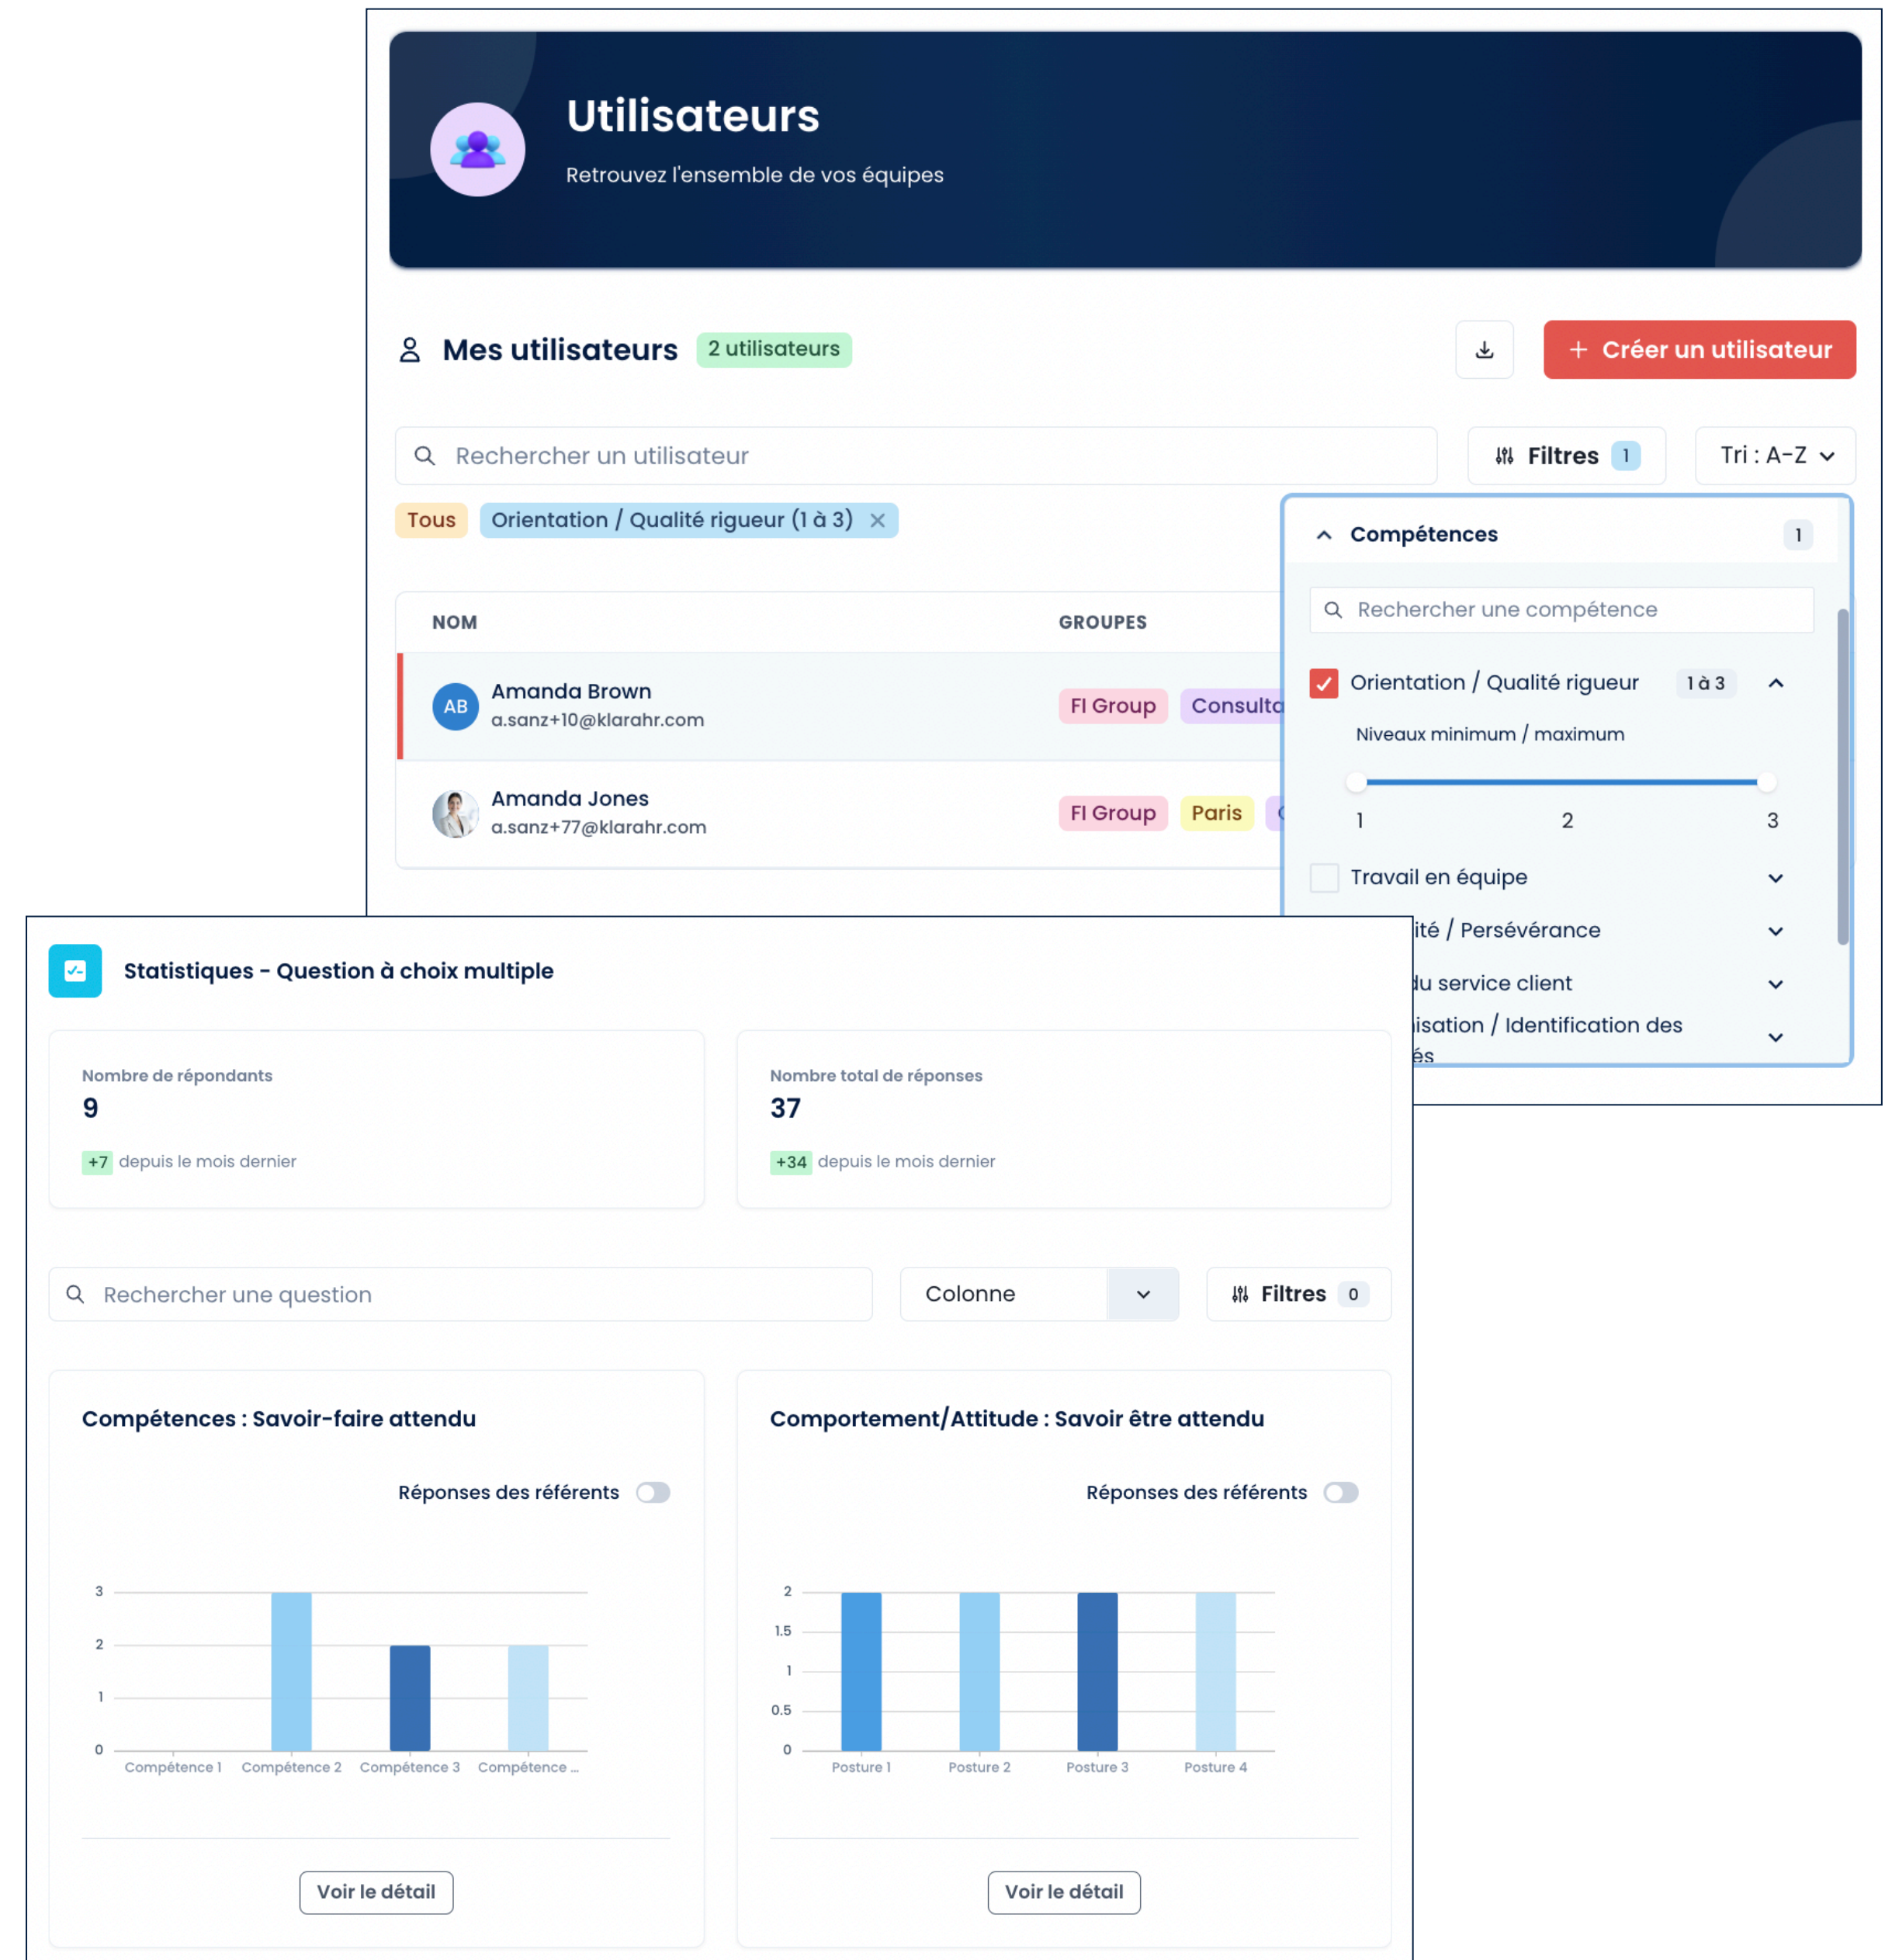 Utilisateurs
Retrouvez l'ensemble de vos équipes
Mes utilisateurs 2 utilisateurs
+ Créer un utilisateur
Rechercher un utilisateur
Filtres 1
Tri : A-Z
Tous Orientation / Qualité rigueur (1 à 3) ×
NOM GROUPES
AB Amanda Brown
a.sanz+10@klarahr.com
FI Group Consulta
Amanda Jones
a.sanz+77@klarahr.com
FI Group Paris
Compétences 1
Rechercher une compétence
Orientation / Qualité rigueur 1 à 3
Niveaux minimum / maximum
1 2 3
Travail en équipe
ité / Persévérance
du service client
isation / Identification des
és
Statistiques - Question à choix multiple
Nombre de répondants
9
+7 depuis le mois dernier
Nombre total de réponses
37
+34 depuis le mois dernier
Rechercher une question
Colonne
Filtres 0
Compétences : Savoir-faire attendu
Réponses des référents
3
2
1
0
Compétence 1 Compétence 2 Compétence 3 Compétence ...
Voir le détail
Comportement/Attitude : Savoir être attendu
Réponses des référents
2
1.5
1
0.5
0
Posture 1 Posture 2 Posture 3 Posture 4
Voir le détail